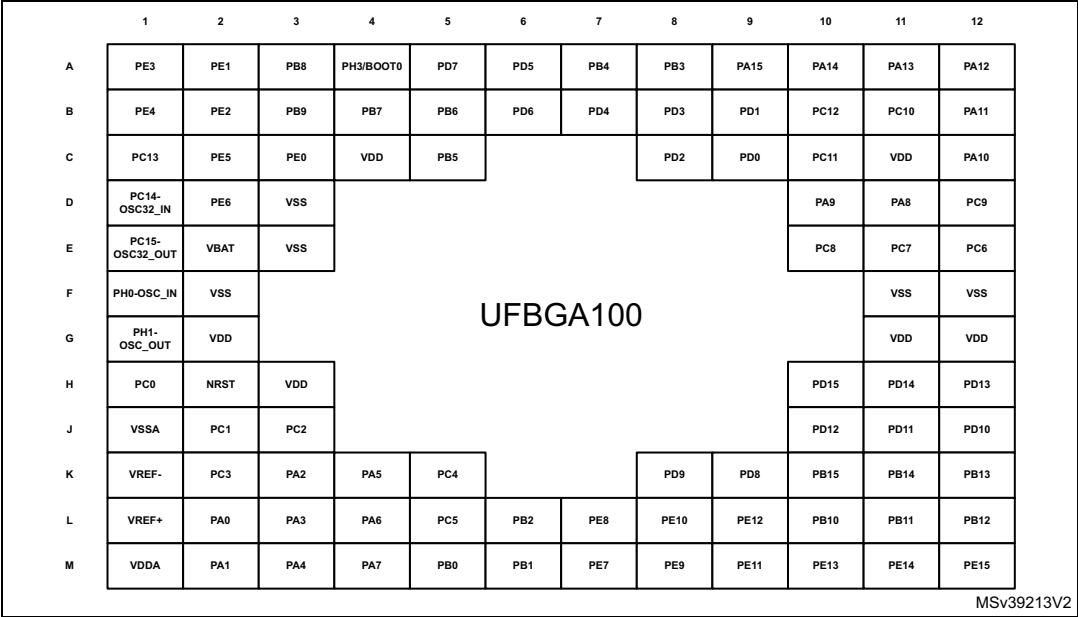 1 2 3 4 5 6 7 8 9 10 11 12
A PE3 PE1 PB8 PH3/BOOT0 PD7 PD5 PB4 PB3 PA15 PA14 PA13 PA12
B PE4 PE2 PB9 PB7 PB6 PD6 PD4 PD3 PD1 PC12 PC10 PA11
C PC13 PE5 PE0 VDD PB5 PD2 PD0 PC11 VDD PA10
D PC14-
OSC32_IN PE6 VSS PA9 PA8 PC9
E PC15-
OSC32_OUT VBAT VSS PC8 PC7 PC6
F PH0-OSC_IN VSS VSS VSS
UFBGA100
G PH1-
OSC_OUT VDD VDD VDD
H PC0 NRST VDD PD15 PD14 PD13
J VSSA PC1 PC2 PD12 PD11 PD10
K VREF- PC3 PA2 PA5 PC4 PD9 PD8 PB15 PB14 PB13
L VREF+ PA0 PA3 PA6 PC5 PB2 PE8 PE10 PE12 PB10 PB11 PB12
M VDDA PA1 PA4 PA7 PB0 PB1 PE7 PE9 PE11 PE13 PE14 PE15
MSv39213V2